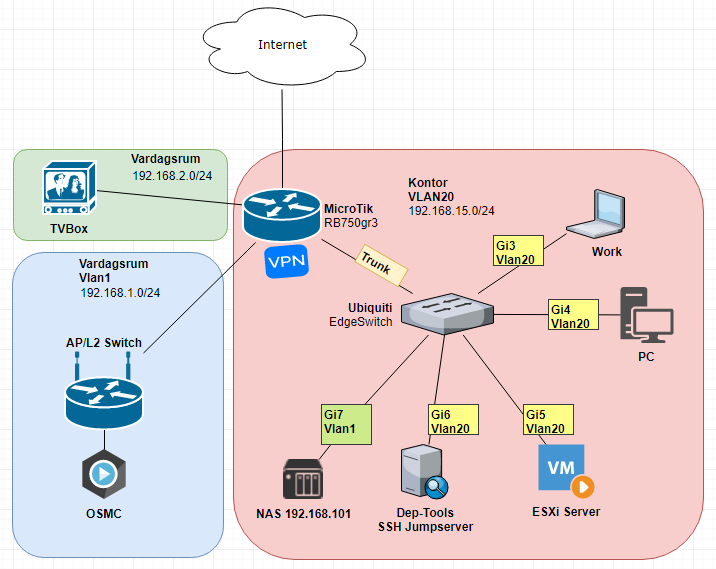 Internet
Vardagsrum
192.168.2.0/24
TVBox
MicroTik
RB750gr3
VPN
Kontor
VLAN20
192.168.15.0/24
Trunk
Gi3
Vlan20
Work
Vardagsrum
Vlan1
192.168.1.0/24
Ubiquiti
EdgeSwitch
Gi4
Vlan20
PC
AP/L2 Switch
OSMC
Gi7
Vlan1
Gi6
Vlan20
Gi5
Vlan20
VM
NAS 192.168.101
Dep-Tools
SSH Jumpserver
ESXi Server